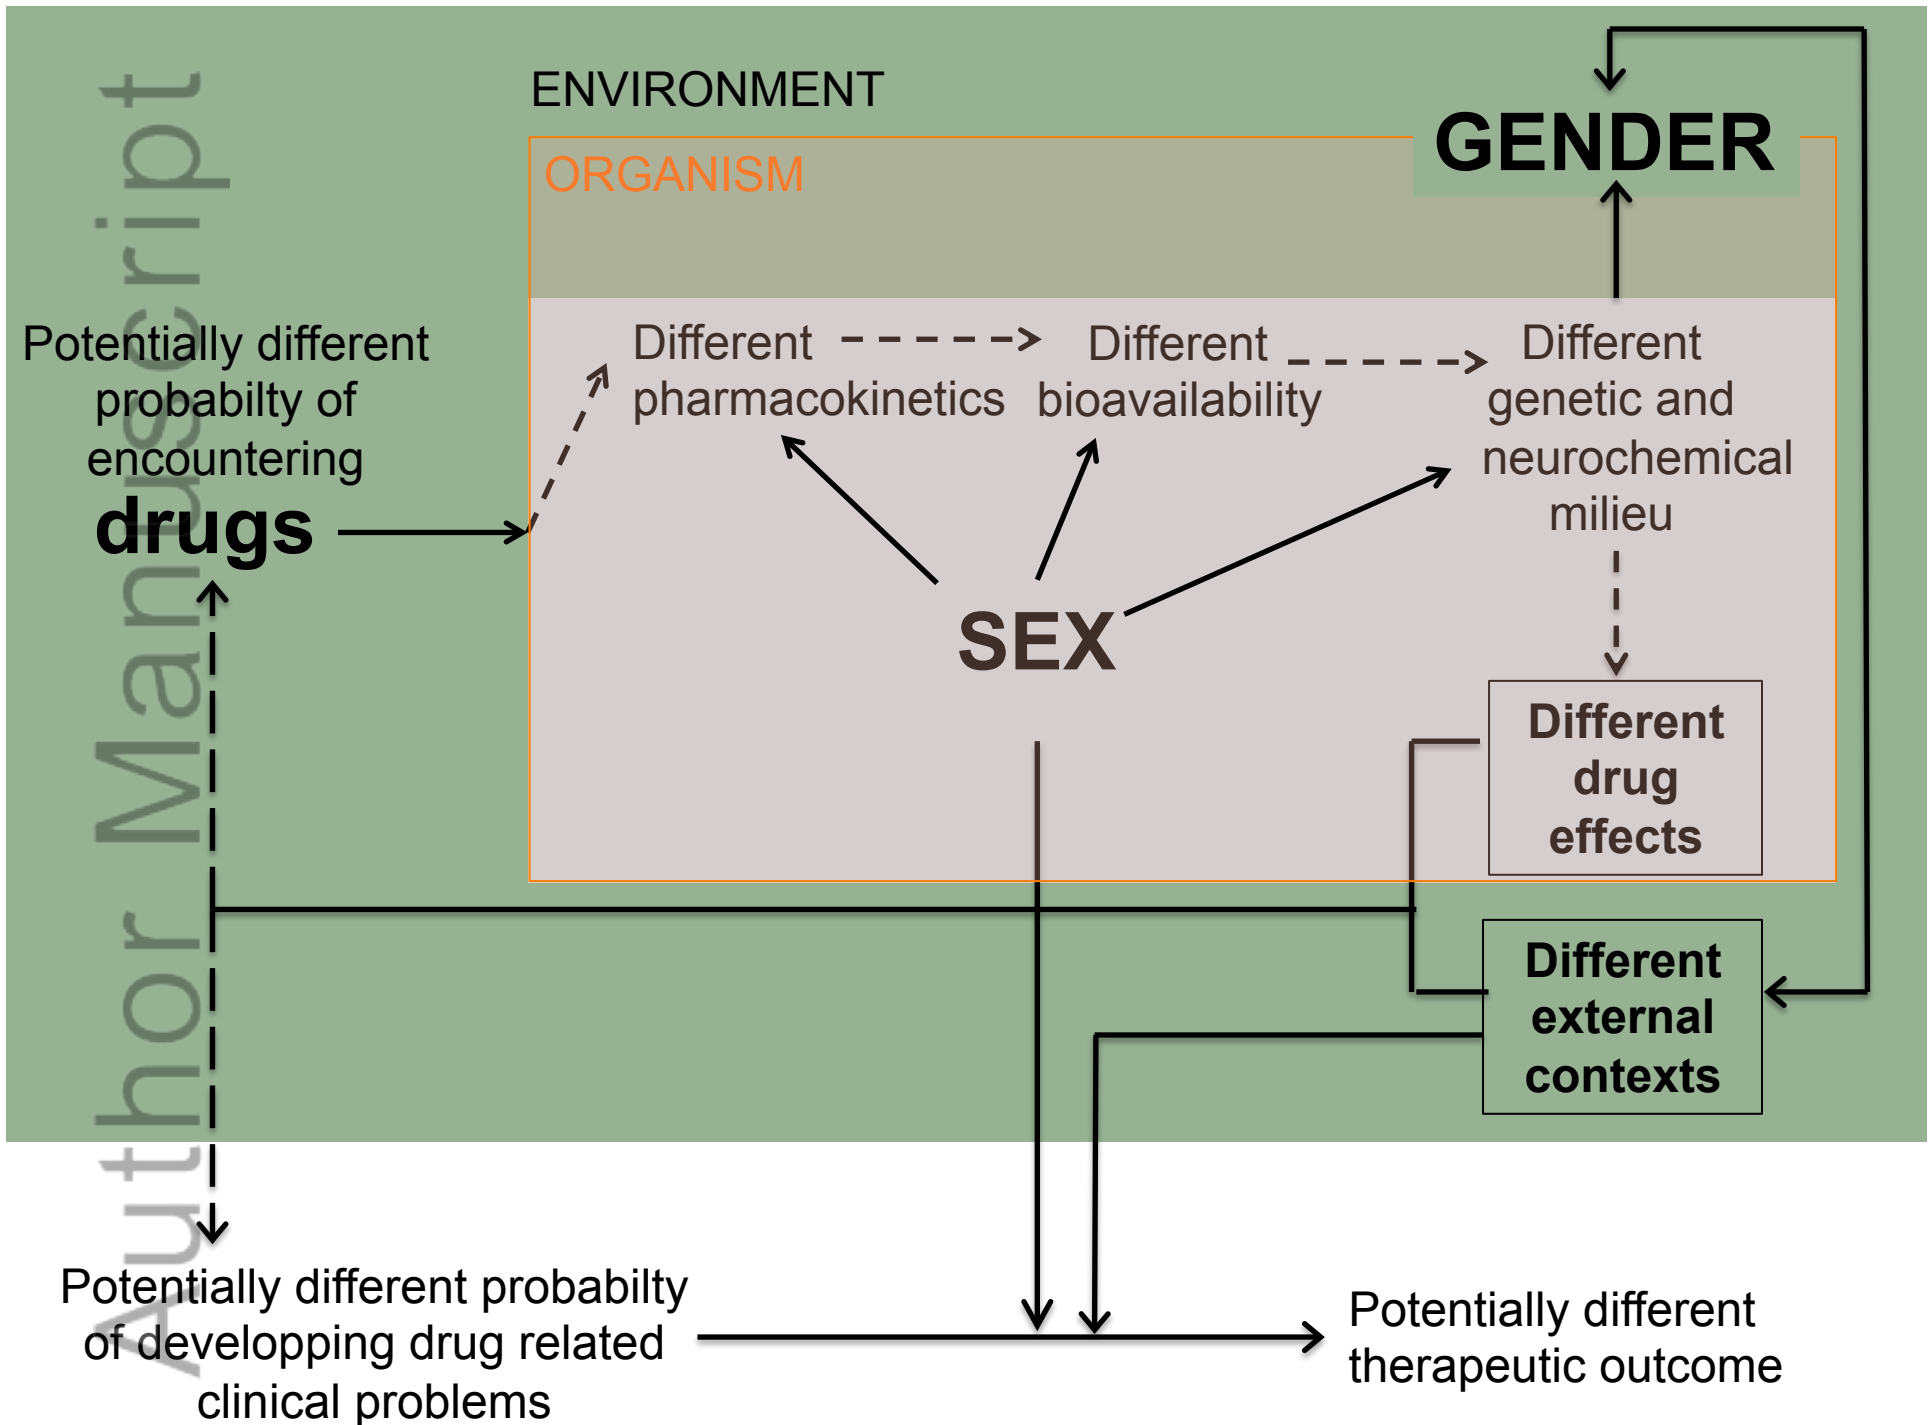 ENVIRONMENT
GENDER
ORGANISM
Potentially different
probabilty of
encountering
drugs
Different
pharmacokinetics
Different
bioavailability
Different
genetic and
neurochemical
milieu
SEX
Different
drug
effects
Different
external
contexts
Potentially different probabilty
of developping drug related
clinical problems
Potentially different
therapeutic outcome
Author Manuscript